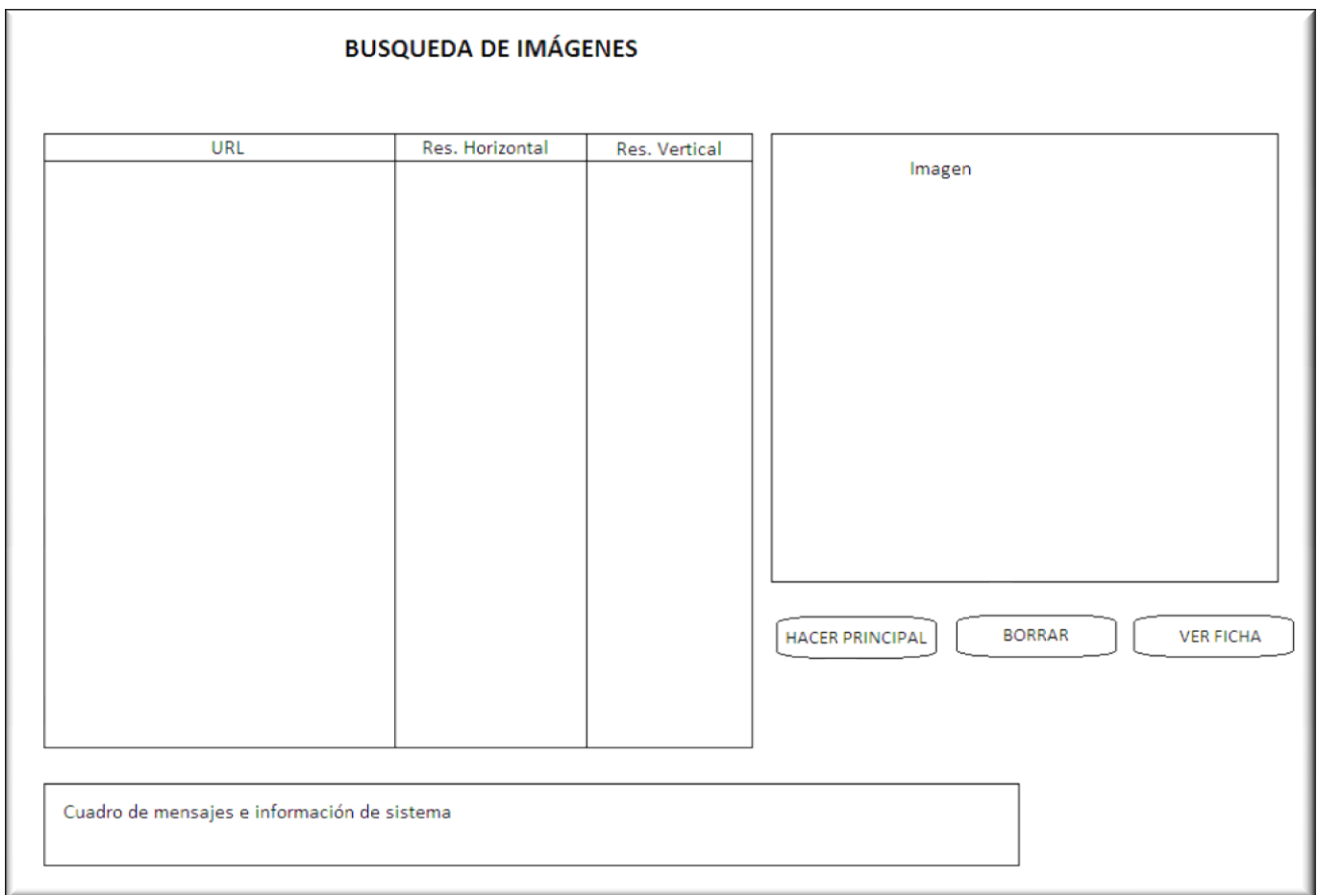 BUSQUEDA DE IMÁGENES
URL
Res. Horizontal
Res. Vertical
Imagen
HACER PRINCIPAL
BORRAR
VER FICHA
Cuadro de mensajes e información de sistema